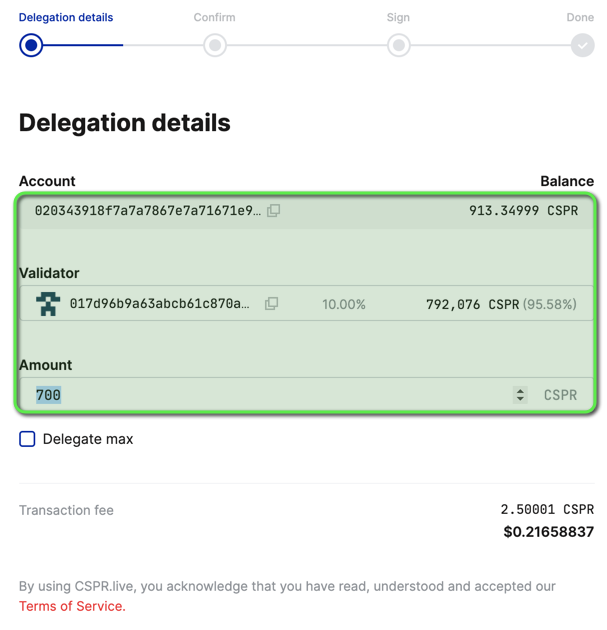 Delegation details Confirm Sign Done
Delegation details
Account Balance
020343918f7a7a7867e7a71671e9… 913.34999 CSPR
Validator
017d96b9a63abcb61c870a… 10.00% 792,076 CSPR (95.58%)
Amount
700 CSPR
Delegate max
Transaction fee 2.50001 CSPR
$0.21658837
By using CSPR.live, you acknowledge that you have read, understood and accepted our
Terms of Service.